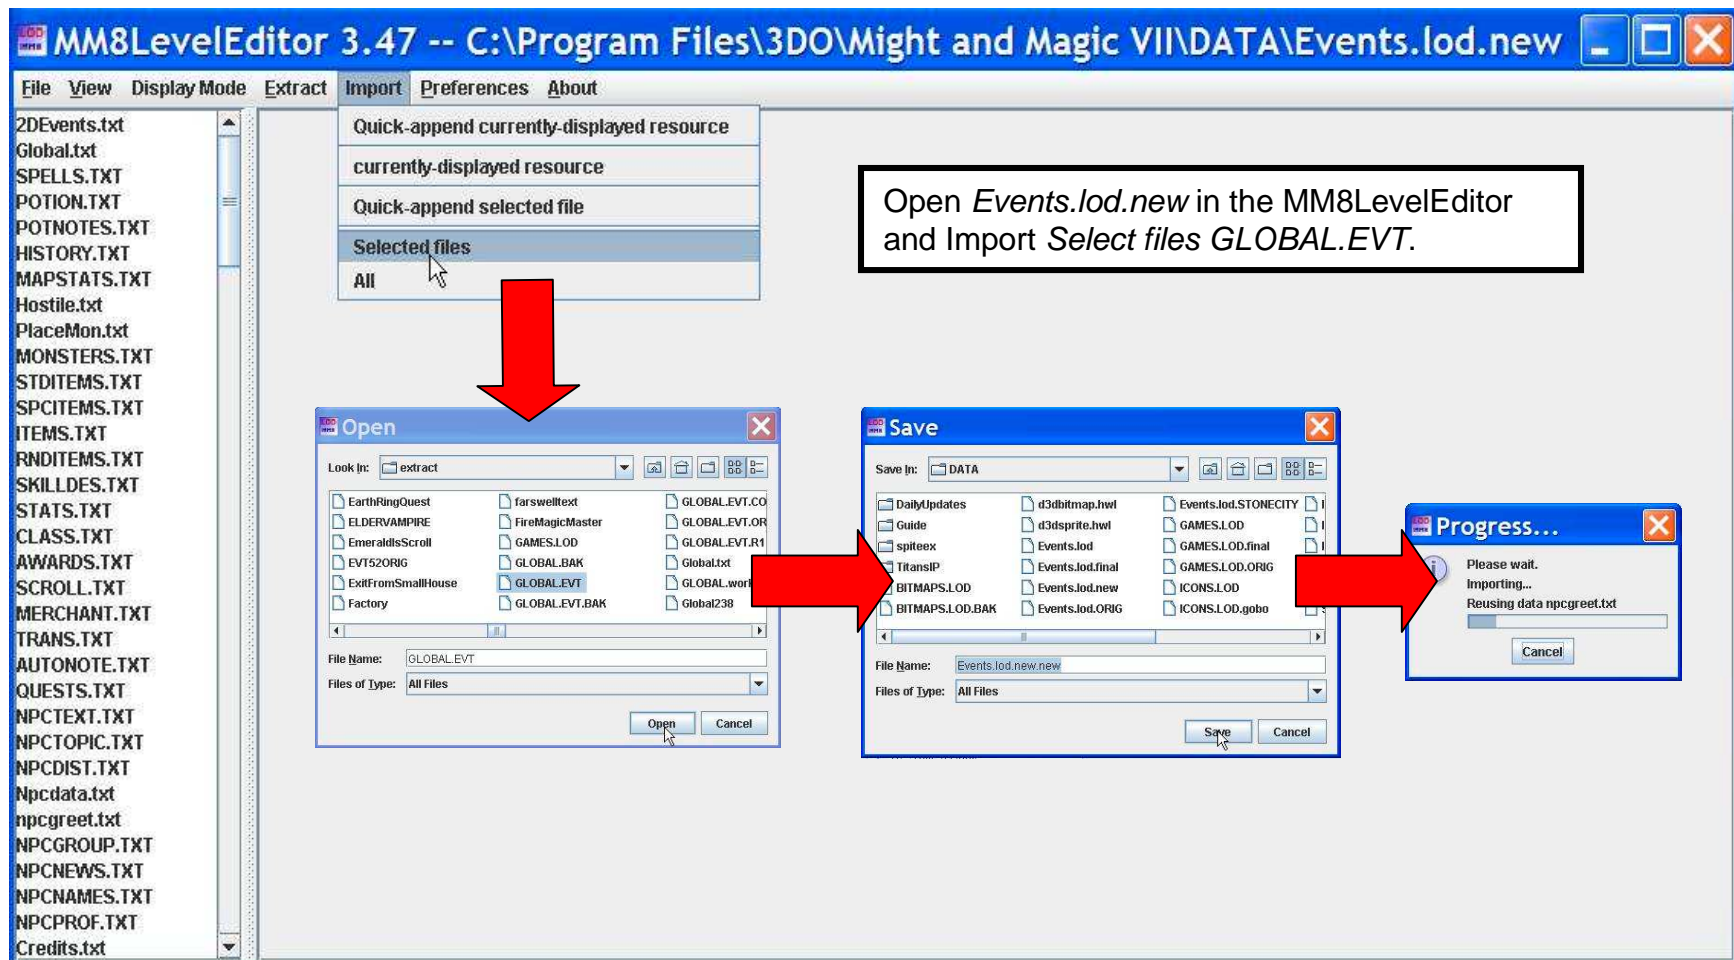 MM8LevelEditor 3.47 -- C:\Program Files\3DO\Might and Magic VII\DATA\Events.lod.new
File View Display Mode Extract Import Preferences About
2DEvents.txt
Global.txt
SPELLS.TXT
POTION.TXT
POTNOTES.TXT
HISTORY.TXT
MAPSTATS.TXT
Hostile.txt
PlaceMon.txt
MONSTERS.TXT
STDITEMS.TXT
SPCITEMS.TXT
ITEMS.TXT
RNDITEMS.TXT
SKILLDES.TXT
STATS.TXT
CLASS.TXT
AWARDS.TXT
SCROLL.TXT
MERCHANT.TXT
TRANS.TXT
AUTONOTE.TXT
QUESTS.TXT
NPCTEXT.TXT
NPCTOPIC.TXT
NPCDIST.TXT
Npcdata.txt
npcgreet.txt
NPCGROUP.TXT
NPCNEWS.TXT
NPCNAMES.TXT
NPCPROF.TXT
Credits.txt
Quick-append currently-displayed resource
currently-displayed resource
Quick-append selected file
Selected files
All
Open Events.lod.new in the MM8LevelEditor
and Import Select files GLOBAL.EVT.
Open
Look In: extract
EarthRingQuest farswelltext GLOBAL.EVT.CO
ELDERVAMPIRE FireMagicMaster GLOBAL.EVT.OR
EmeraldIsScroll GAMES.LOD GLOBAL.EVT.R1
EVT52ORIG GLOBAL.BAK Global.txt
ExitFromSmallHouse GLOBAL.EVT GLOBAL.wor
Factory GLOBAL.EVT.BAK Global238
File Name: GLOBAL.EVT
Files of Type: All Files
Open Cancel
Save
Save In: DATA
DailyUpdates d3dbitmap.hwl Events.lod.STONECITY
Guide d3dsprite.hwl GAMES.LOD
spiteex Events.lod GAMES.LOD.final
TitansIP Events.lod.final GAMES.LOD.ORIG
BITMAPS.LOD Events.lod.new ICONS.LOD
BITMAPS.LOD.BAK Events.lod.ORIG ICONS.LOD.gobo
File Name: Events.lod.new.new
Files of Type: All Files
Save Cancel
Progress...
Please wait.
Importing...
Reusing data npcgreet.txt
Cancel